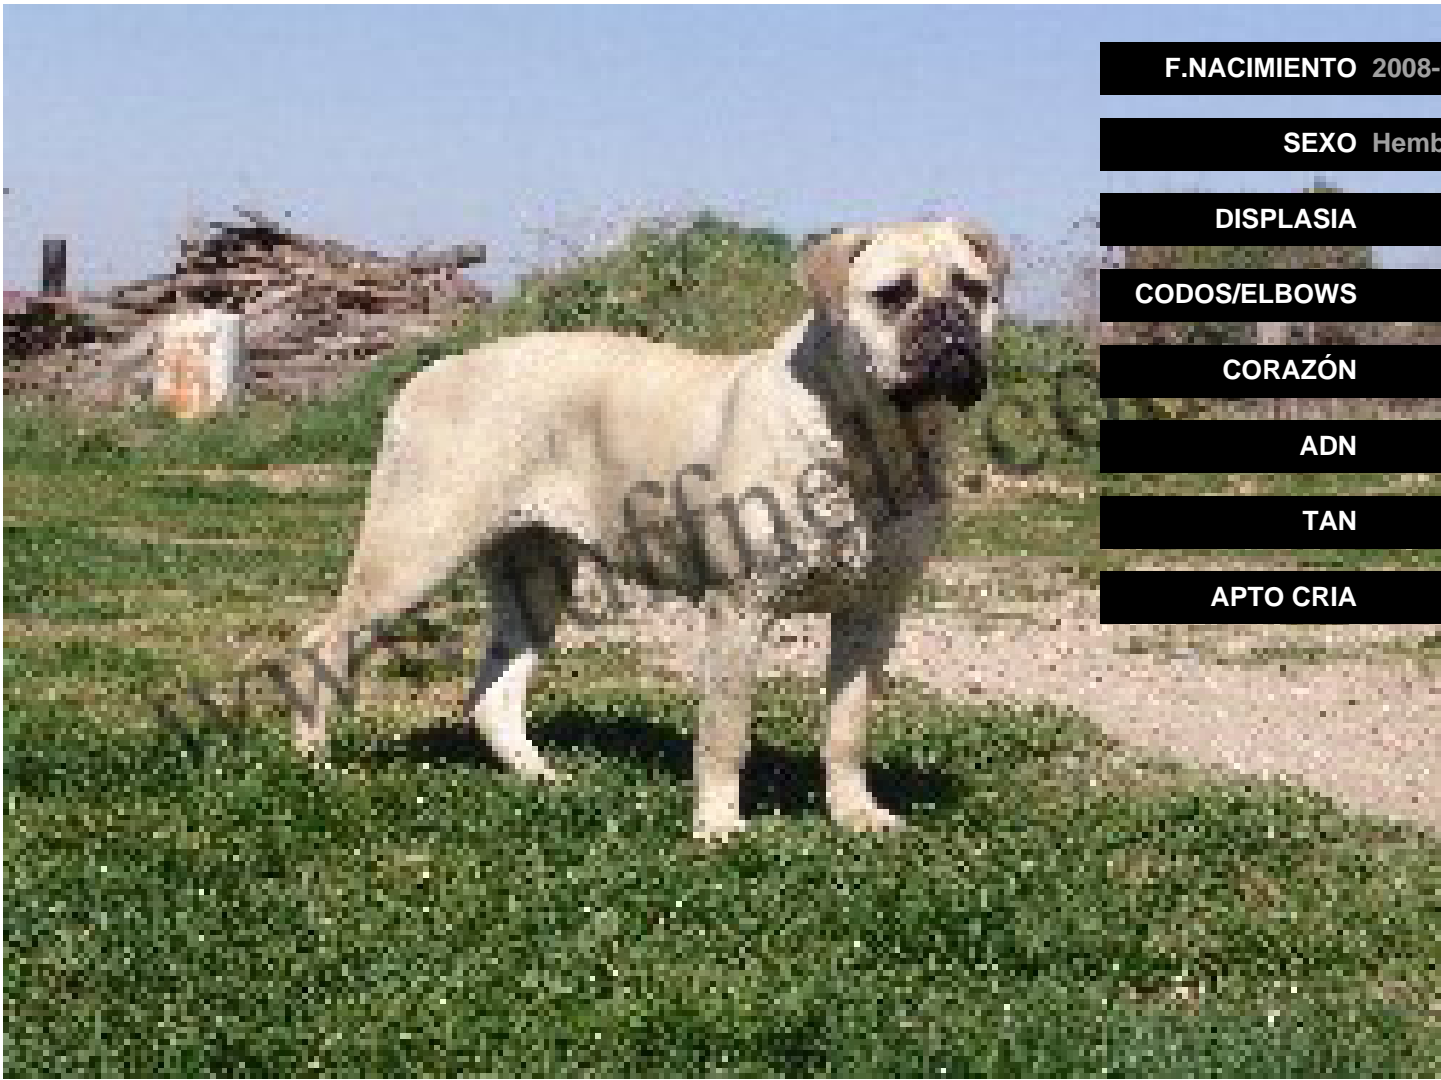 F.NACIMIENTO 2008-
SEXO Hemb
DISPLASIA
CODOS/ELBOWS
CORAZÓN
ADN
TAN
APTO CRIA